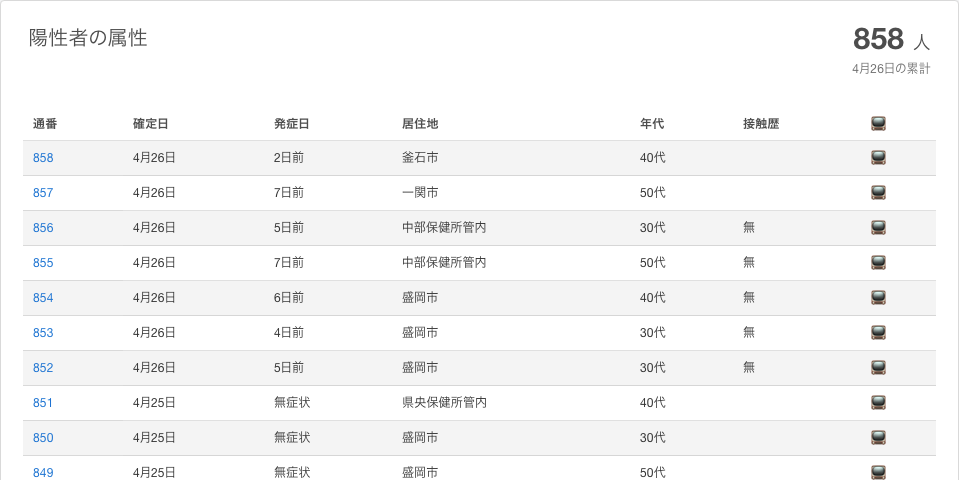 陽性者の属性
858 人
4月26日の累計
通番 確定日 発症日 居住地 年代 接触歴
858 4月26日 2日前 釜石市 40代
857 4月26日 7日前 一関市 50代
856 4月26日 5日前 中部保健所管内 30代 無
855 4月26日 7日前 中部保健所管内 50代 無
854 4月26日 6日前 盛岡市 40代 無
853 4月26日 4日前 盛岡市 30代 無
852 4月26日 5日前 盛岡市 30代 無
851 4月25日 無症状 県央保健所管内 40代
850 4月25日 無症状 盛岡市 30代
849 4月25日 無症状 盛岡市 50代